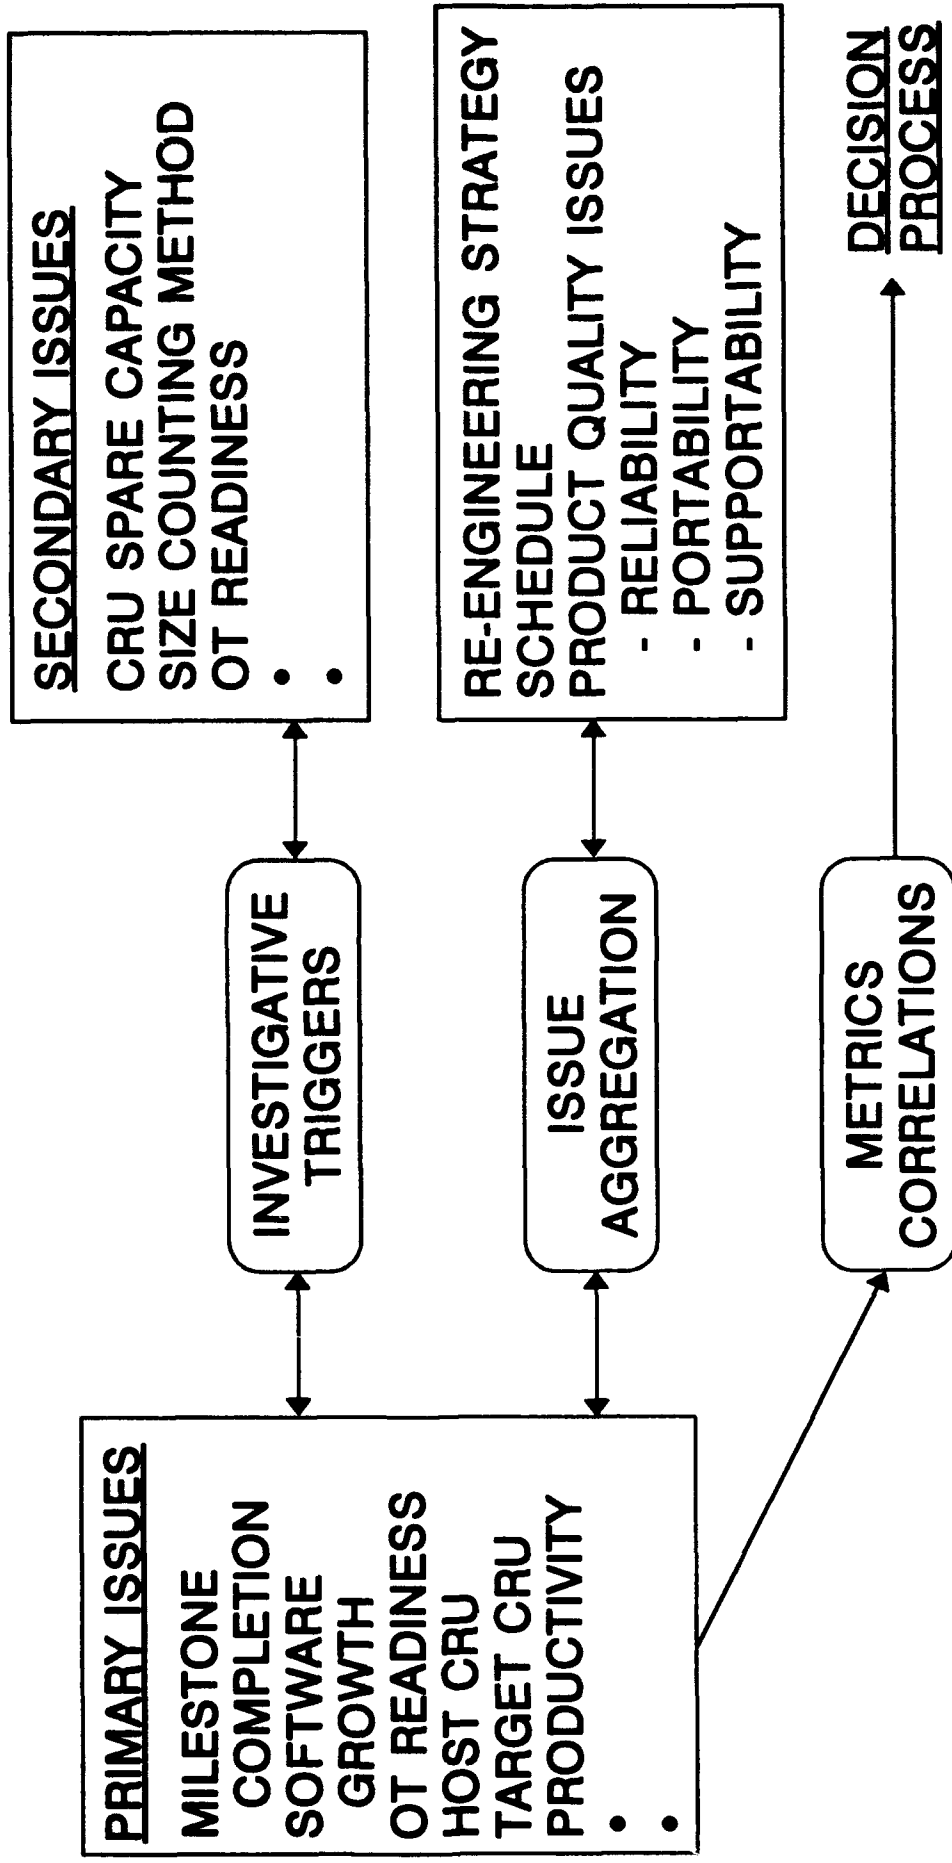 PRIMARY ISSUES
MILESTONE
COMPLETION
SOFTWARE
GROWTH
OT READINESS
HOST CRU
TARGET CRU
PRODUCTIVITY
•
•
INVESTIGATIVE
TRIGGERS
ISSUE
AGGREGATION
METRICS
CORRELATIONS
SECONDARY ISSUES
CRU SPARE CAPACITY
SIZE COUNTING METHOD
OT READINESS
•
•
RE-ENGINEERING STRATEGY
SCHEDULE
PRODUCT QUALITY ISSUES
- RELIABILITY
- PORTABILITY
- SUPPORTABILITY
DECISION
PROCESS